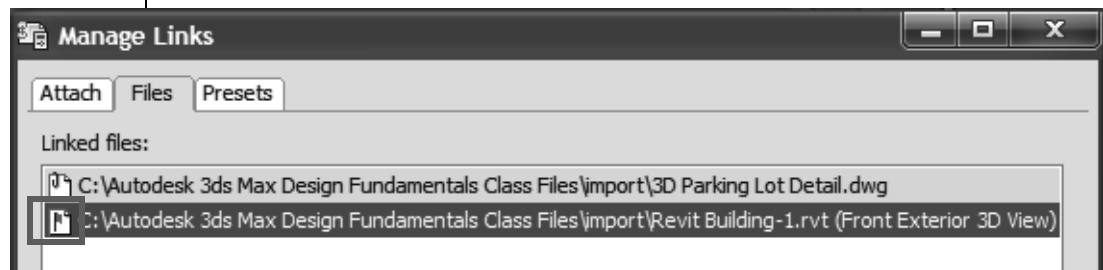 Manage Links
Attach Files Presets
Linked files:
C:\Autodesk 3ds Max Design Fundamentals Class Files\import\3D Parking Lot Detail.dwg
C:\Autodesk 3ds Max Design Fundamentals Class Files\import\Revit Building-1.rvt (Front Exterior 3D View)